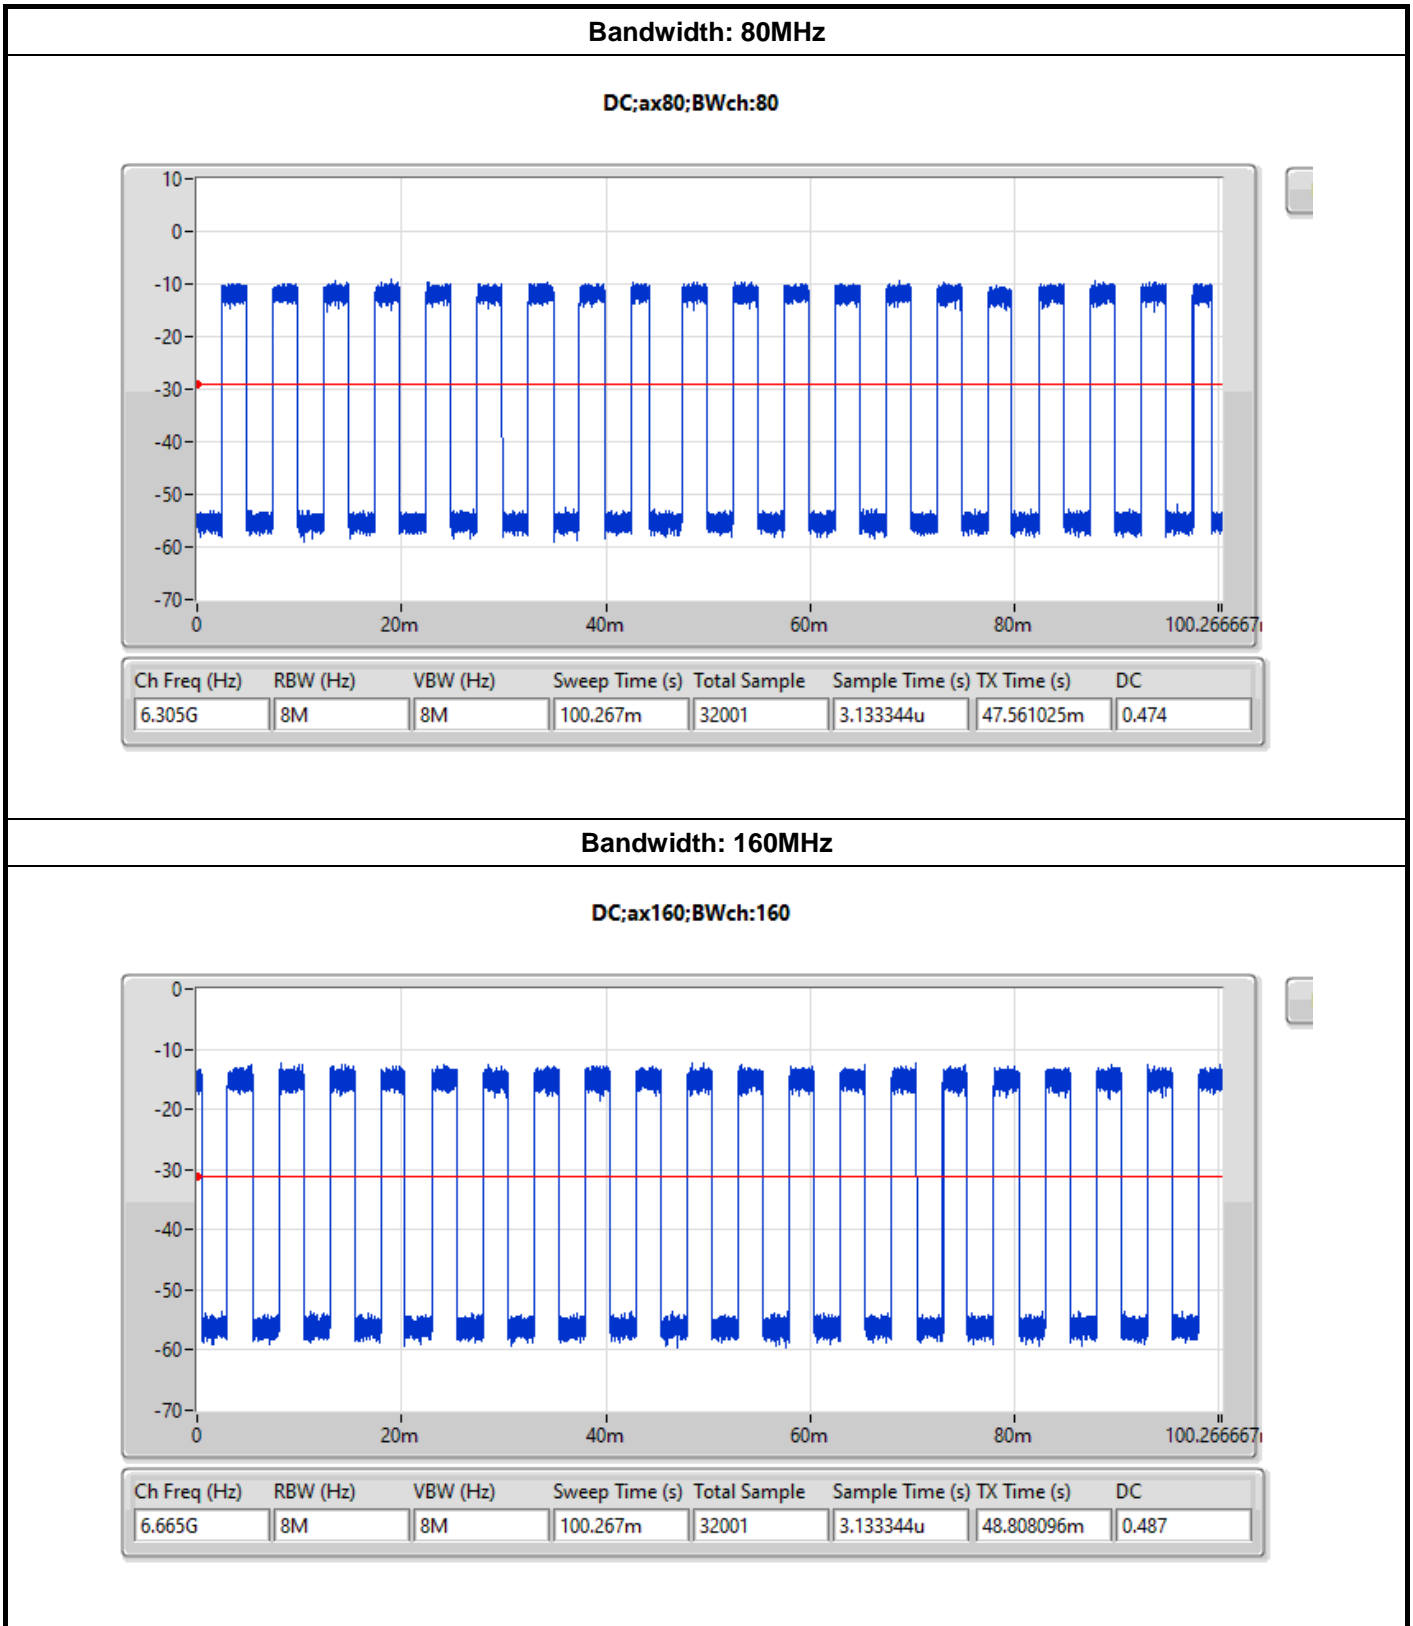 Bandwidth: 80MHz
DC;ax80;BWch:80
10
0
-10
-20
-30
-40
-50
-60
-70
0 20m 40m 60m 80m 100.266667
Ch Freq (Hz) RBW (Hz) VBW (Hz) Sweep Time (s) Total Sample Sample Time (s) TX Time (s) DC
6.305G 8M 8M 100.267m 32001 3.133344u 47.561025m 0.474
Bandwidth: 160MHz
DC;ax160;BWch:160
0
-10
-20
-30
-40
-50
-60
-70
0 20m 40m 60m 80m 100.266667
Ch Freq (Hz) RBW (Hz) VBW (Hz) Sweep Time (s) Total Sample Sample Time (s) TX Time (s) DC
6.665G 8M 8M 100.267m 32001 3.133344u 48.808096m 0.487